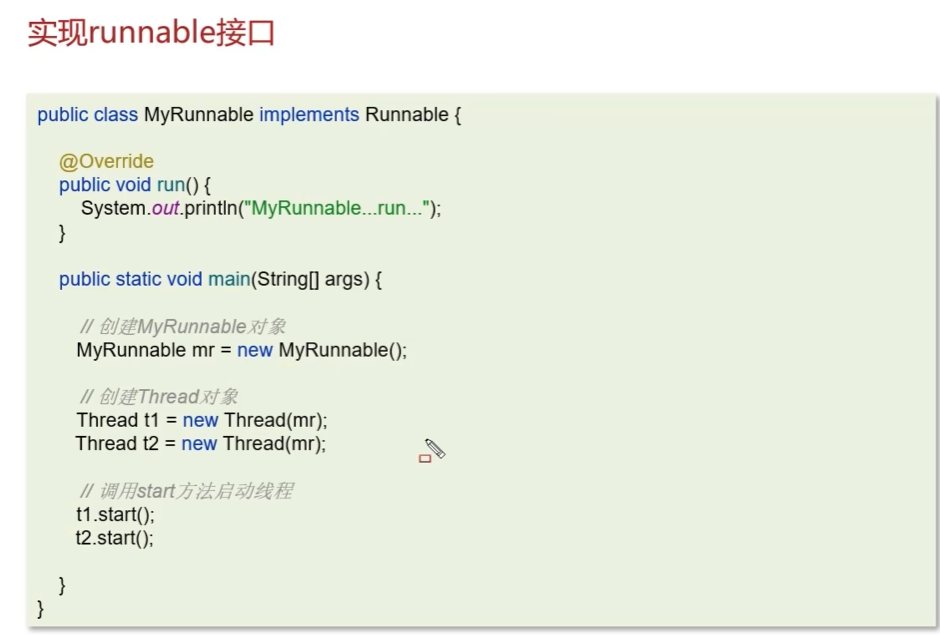 实现runnable接口
public class MyRunnable implements Runnable {
@Override
public void run() {
System.out.println("MyRunnable...run...");
}
public static void main(String[] args) {
// 创建MyRunnable对象
MyRunnable mr = new MyRunnable();
// 创建Thread对象
Thread t1 = new Thread(mr);
Thread t2 = new Thread(mr);
// 调用start方法启动线程
t1.start();
t2.start();
}
}